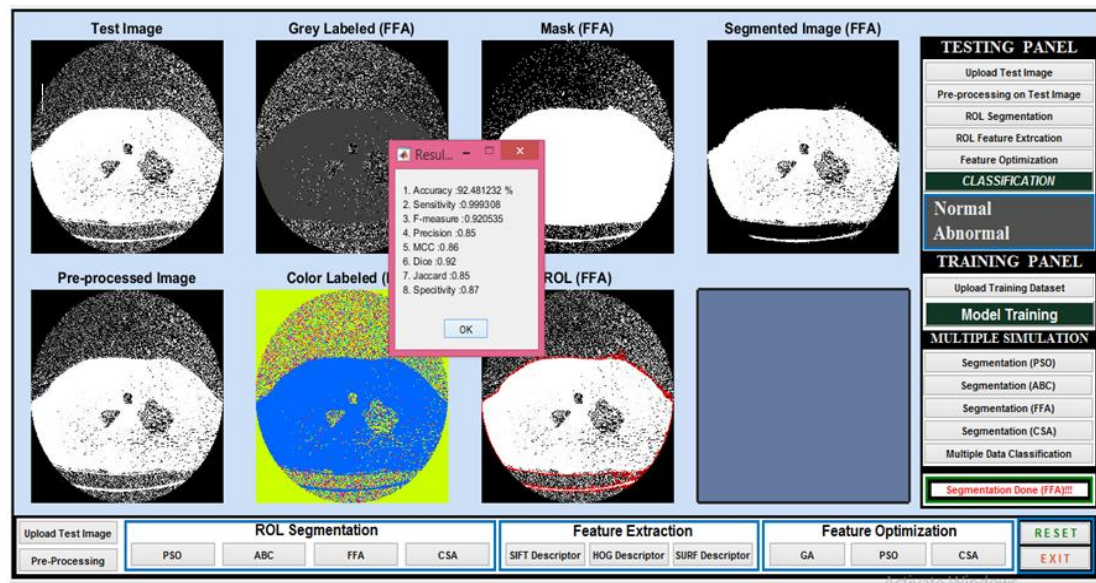 Test Image
Grey Labeled (FFA)
Mask (FFA)
Segmented Image (FFA)
Pre-processed Image
Color Labeled (
ROL (FFA)
Resul...
1. Accuracy :92.481232 %
2. Sensitivity :0.999308
3. F-measure :0.920535
4. Precision :0.85
5. MCC :0.86
6. Dice :0.92
7. Jaccard :0.85
8. Specitivity :0.87
OK
TESTING PANEL
Upload Test Image
Pre-processing on Test Image
ROL Segmentation
ROL Feature Extrcation
Feature Optimization
CLASSIFICATION
Normal
Abnormal
TRAINING PANEL
Upload Training Dataset
Model Training
MULTIPLE SIMULATION
Segmentation (PSO)
Segmentation (ABC)
Segmentation (FFA)
Segmentation (CSA)
Multiple Data Classification
Segmentation Done (FFA)!!!
Upload Test Image
Pre-Processing
ROL Segmentation
PSO ABC FFA CSA
Feature Extraction
SIFT Descriptor HOG Descriptor SURF Descriptor
Feature Optimization
GA PSO CSA
RESET
EXIT